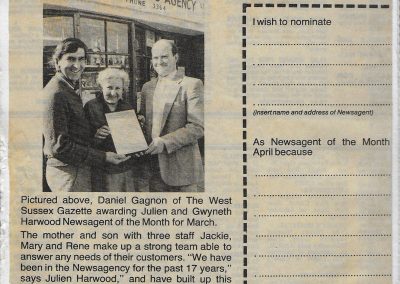 AGENCY
PHONE 3364
Pictured above, Daniel Gagnon of The West
Sussex Gazette awarding Julien and Gwyneth
Harwood Newsagent of the Month for March.
The mother and son with three staff Jackie,
Mary and Rene make up a strong team able to
answer any needs of their customers. "We have
been in the Newsagency for the past 17 years,"
says Julien Harwood," and have built up this
I wish to nominate
(insert name and address of Newsagent)
As Newsagent of the Month
April because